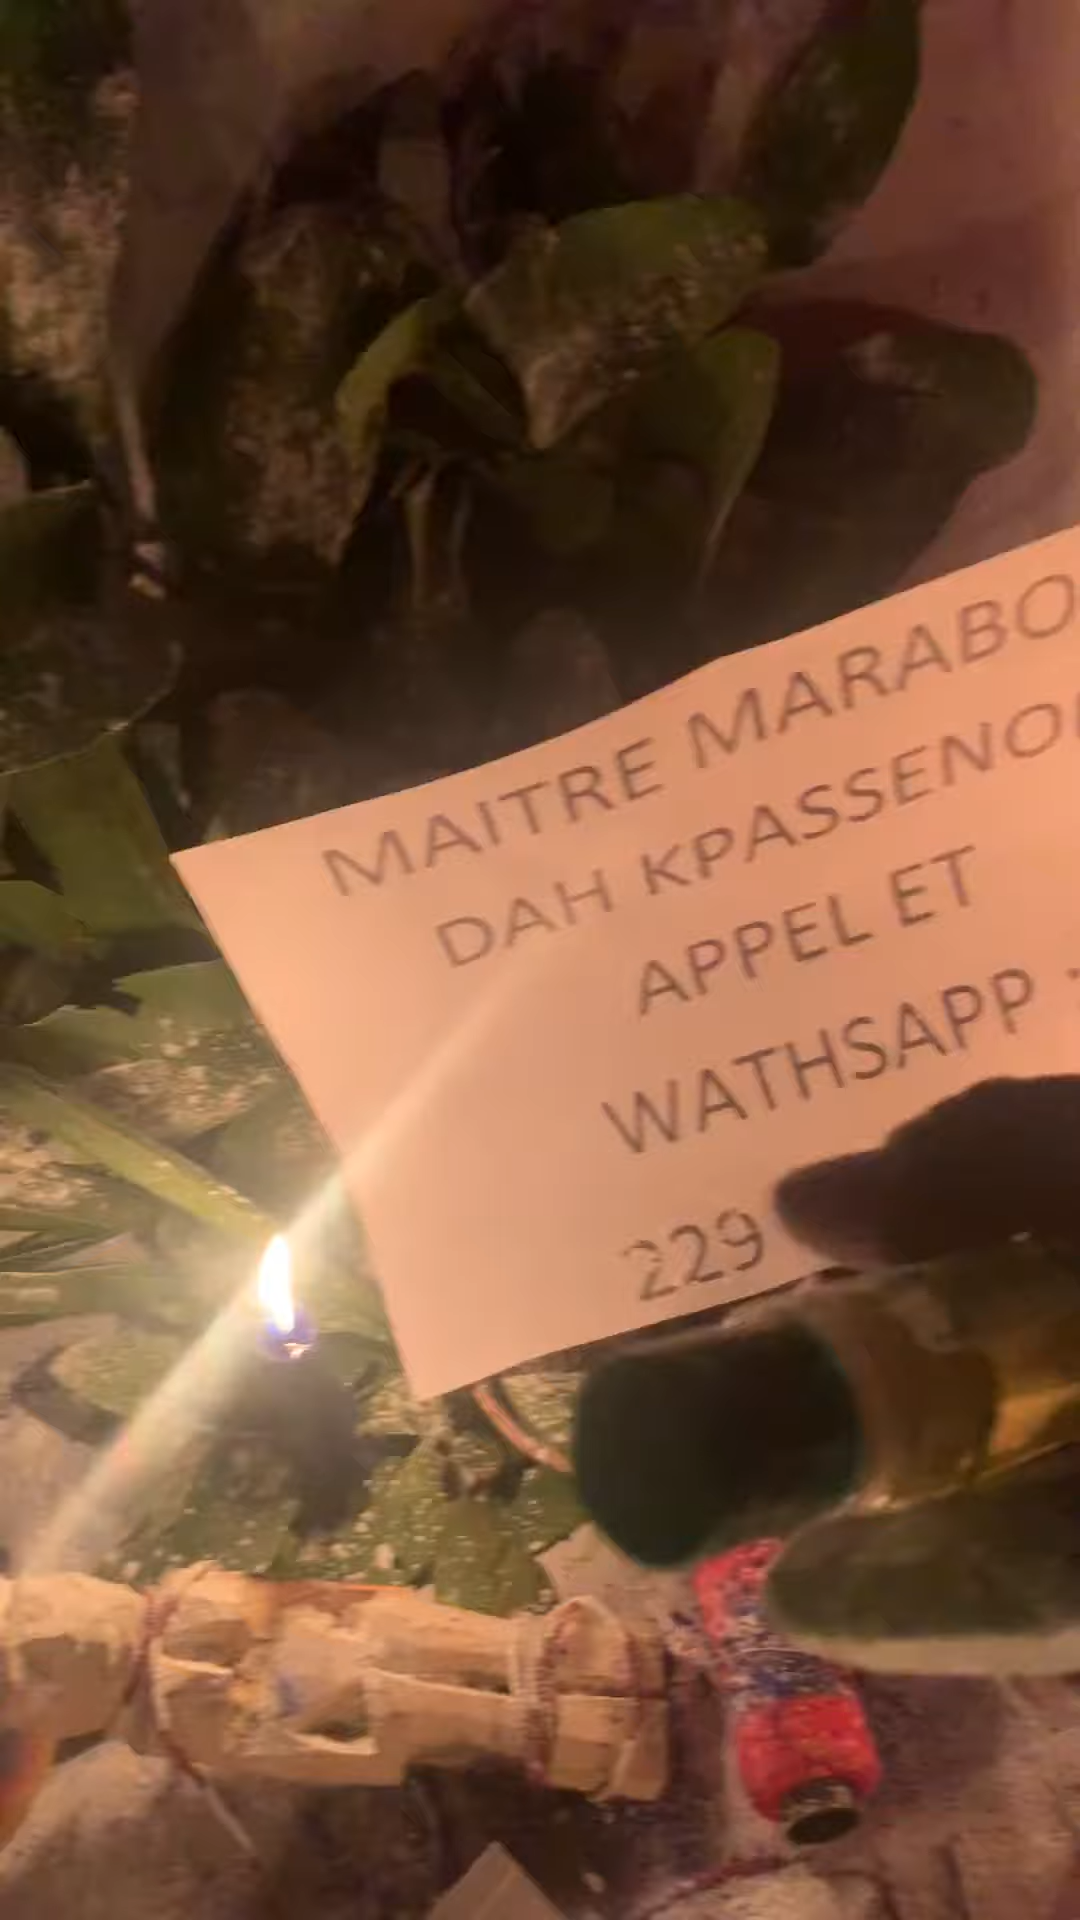 MAITRE MARABO
DAH KPASSENO
APPEL ET
WATHSAPP
229